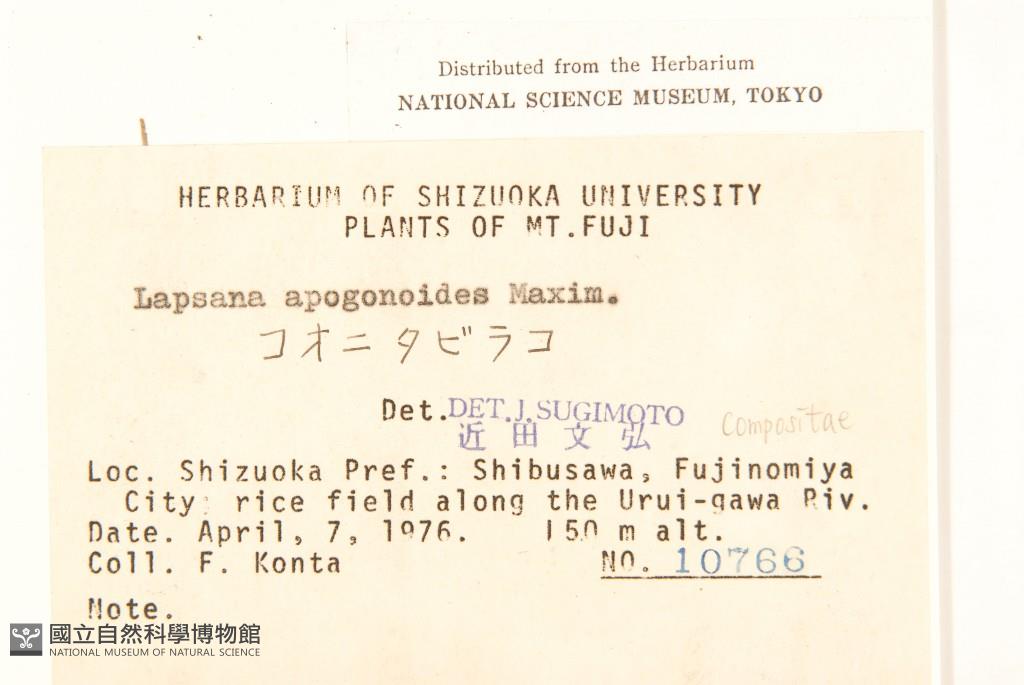 Distributed from the Herbarium
NATIONAL SCIENCE MUSEUM, TOKYO
HERBARIUM OF SHIZUOKA UNIVERSITY
PLANTS OF MT.FUJI
Lapsana apogonoides Maxim.
コオニタビラコ
Det. DET.J.SUGIMOTO
近田文弘
Compositae
Loc. Shizuoka Pref.: Shibusawa, Fujinomiya
City; rice field along the Urui-gawa Riv.
Date. April, 7, 1976. 150 m alt.
Coll. F. Konta NO. 10766
Note.
國立自然科學博物館
NATIONAL MUSEUM OF NATURAL SCIENCE